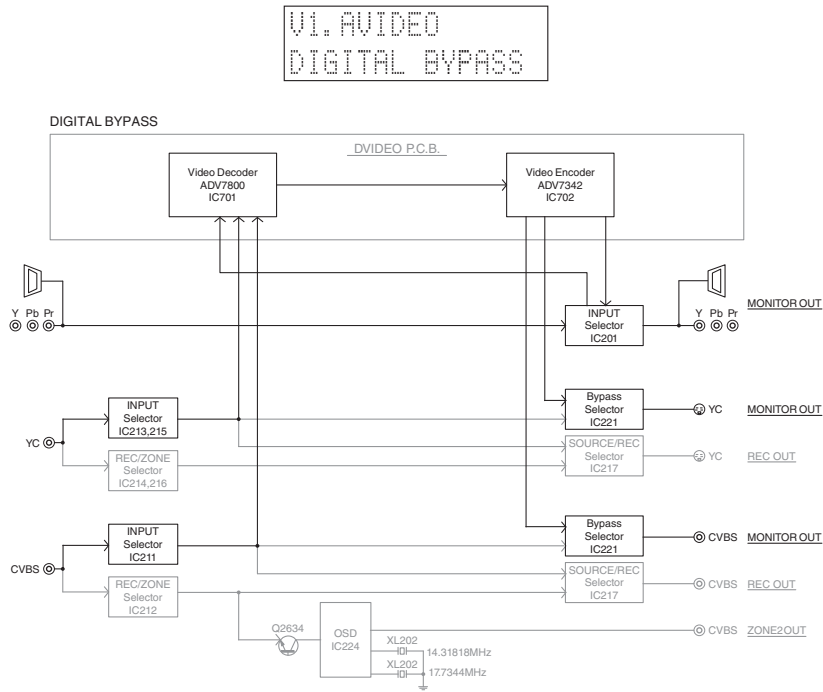 V1.AVIDEO
DIGITAL BYPASS
DIGITAL BYPASS
DVIDEO P.C.B.
Video Decoder
ADV7800
IC701
Video Encoder
ADV7342
IC702
Y Pb Pr
INPUT
Selector
IC201
Y Pb Pr
MONITOR OUT
YC
INPUT
Selector
IC213,215
REC/ZONE
Selector
IC214,216
Bypass
Selector
IC221
YC
MONITOR OUT
SOURCE/REC
Selector
IC217
YC
REC OUT
CVBS
INPUT
Selector
IC211
REC/ZONE
Selector
IC212
Bypass
Selector
IC221
CVBS
MONITOR OUT
SOURCE/REC
Selector
IC217
CVBS
REC OUT
Q2634
OSD
IC224
XL202
14.31818MHz
XL202
17.7344MHz
CVBS
ZONE2OUT